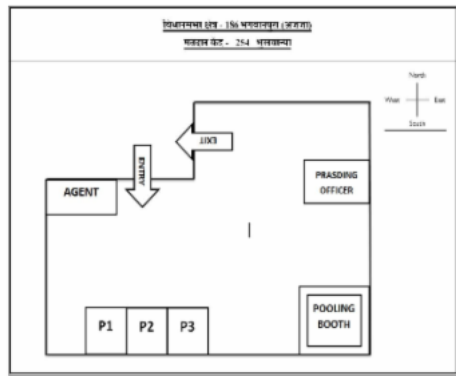 विधानसभा क्षेत्र - 186 भगवानपुरा (अजजा)
मतदान केंद्र - 254 भुलवान्या
North
West East
South
EXIT
ENTRY
AGENT
PRASDING
OFFICER
P1 P2 P3
POOLING
BOOTH